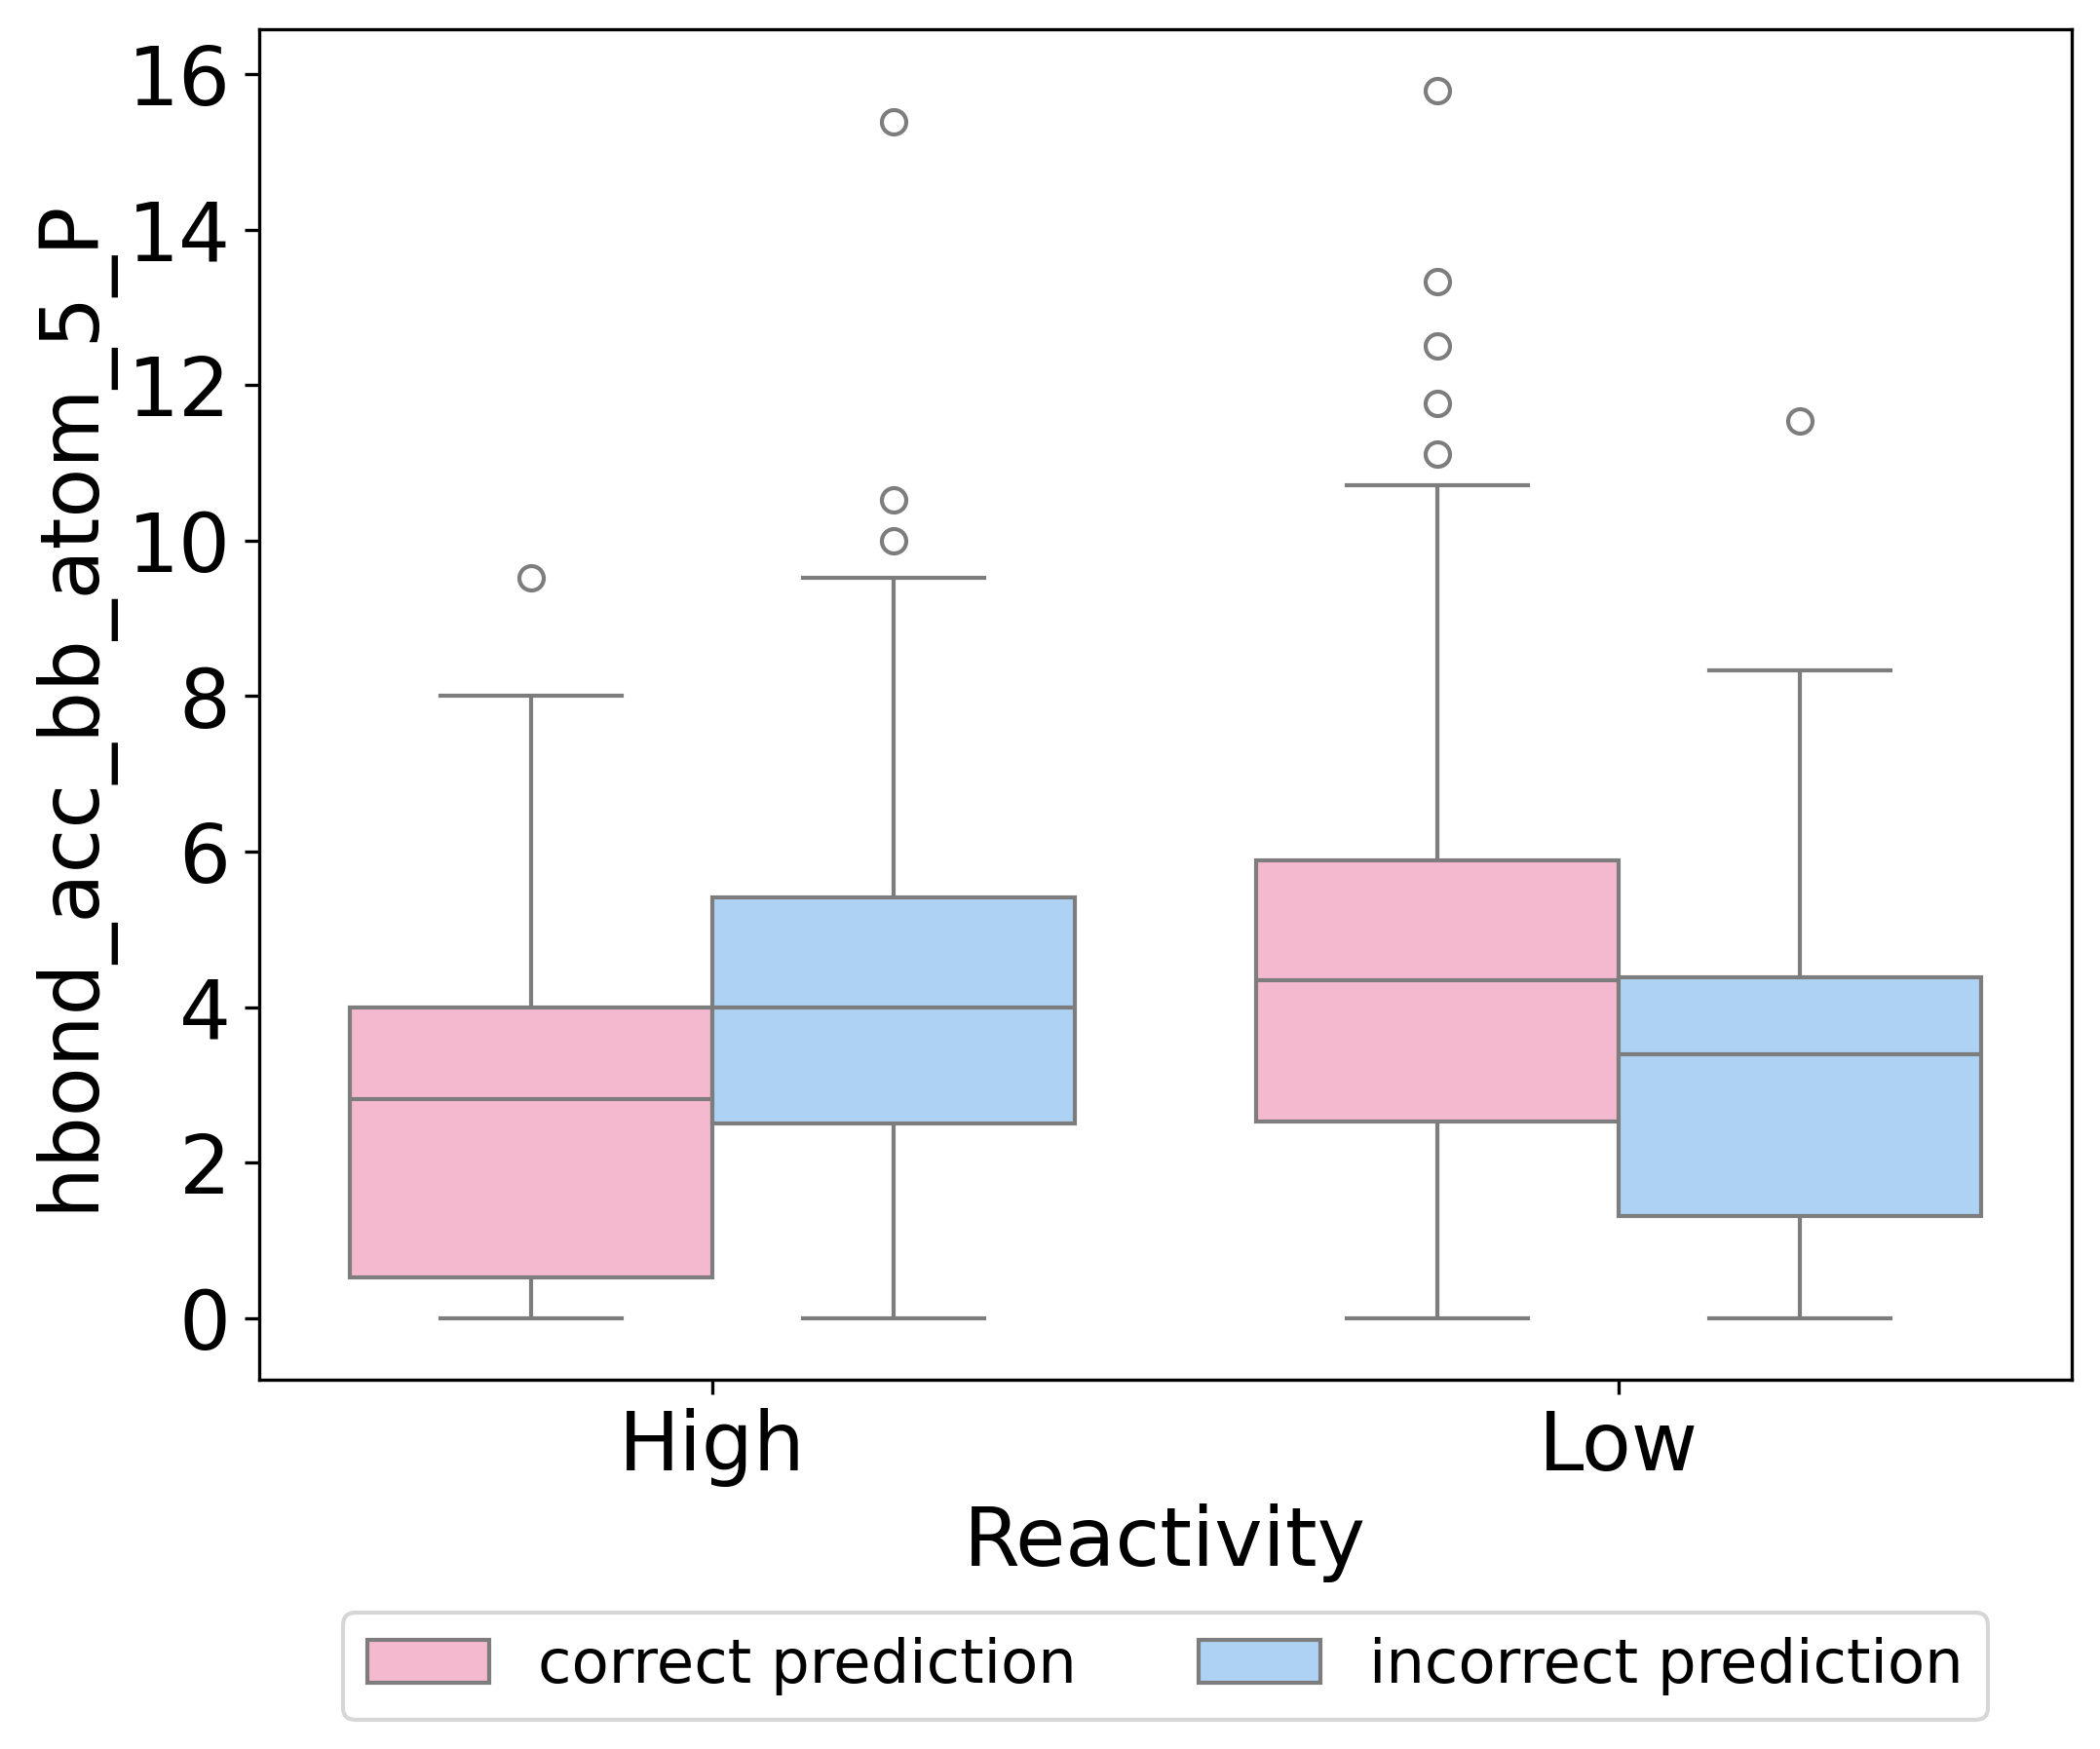 16
14
12
10
8
6
4
2
0
hbond_acc_bb_atom_5_P
High
Low
Reactivity
correct prediction
incorrect prediction